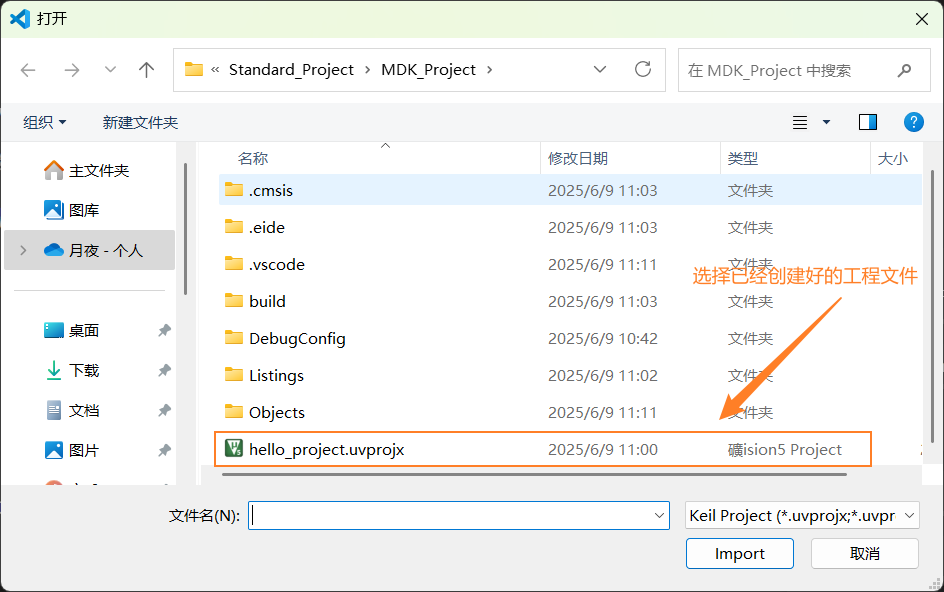 打开
« Standard_Project › MDK_Project ›
在 MDK_Project 中搜索
组织
新建文件夹
主文件夹
图库
月夜 - 个人
桌面
下载
文档
图片
名称 修改日期 类型 大小
.cmsis 2025/6/9 11:03 文件夹
.eide 2025/6/9 11:03 文件夹
.vscode 2025/6/9 11:11 文件夹
选择已经创建好的工程文件
build 2025/6/9 11:03 文件夹
DebugConfig 2025/6/9 10:42 文件夹
Listings 2025/6/9 11:02 文件夹
Objects 2025/6/9 11:11 文件夹
hello_project.uvprojx 2025/6/9 11:00 礦ision5 Project
文件名(N):
Keil Project (*.uvprojx;*.uvpr
Import
取消